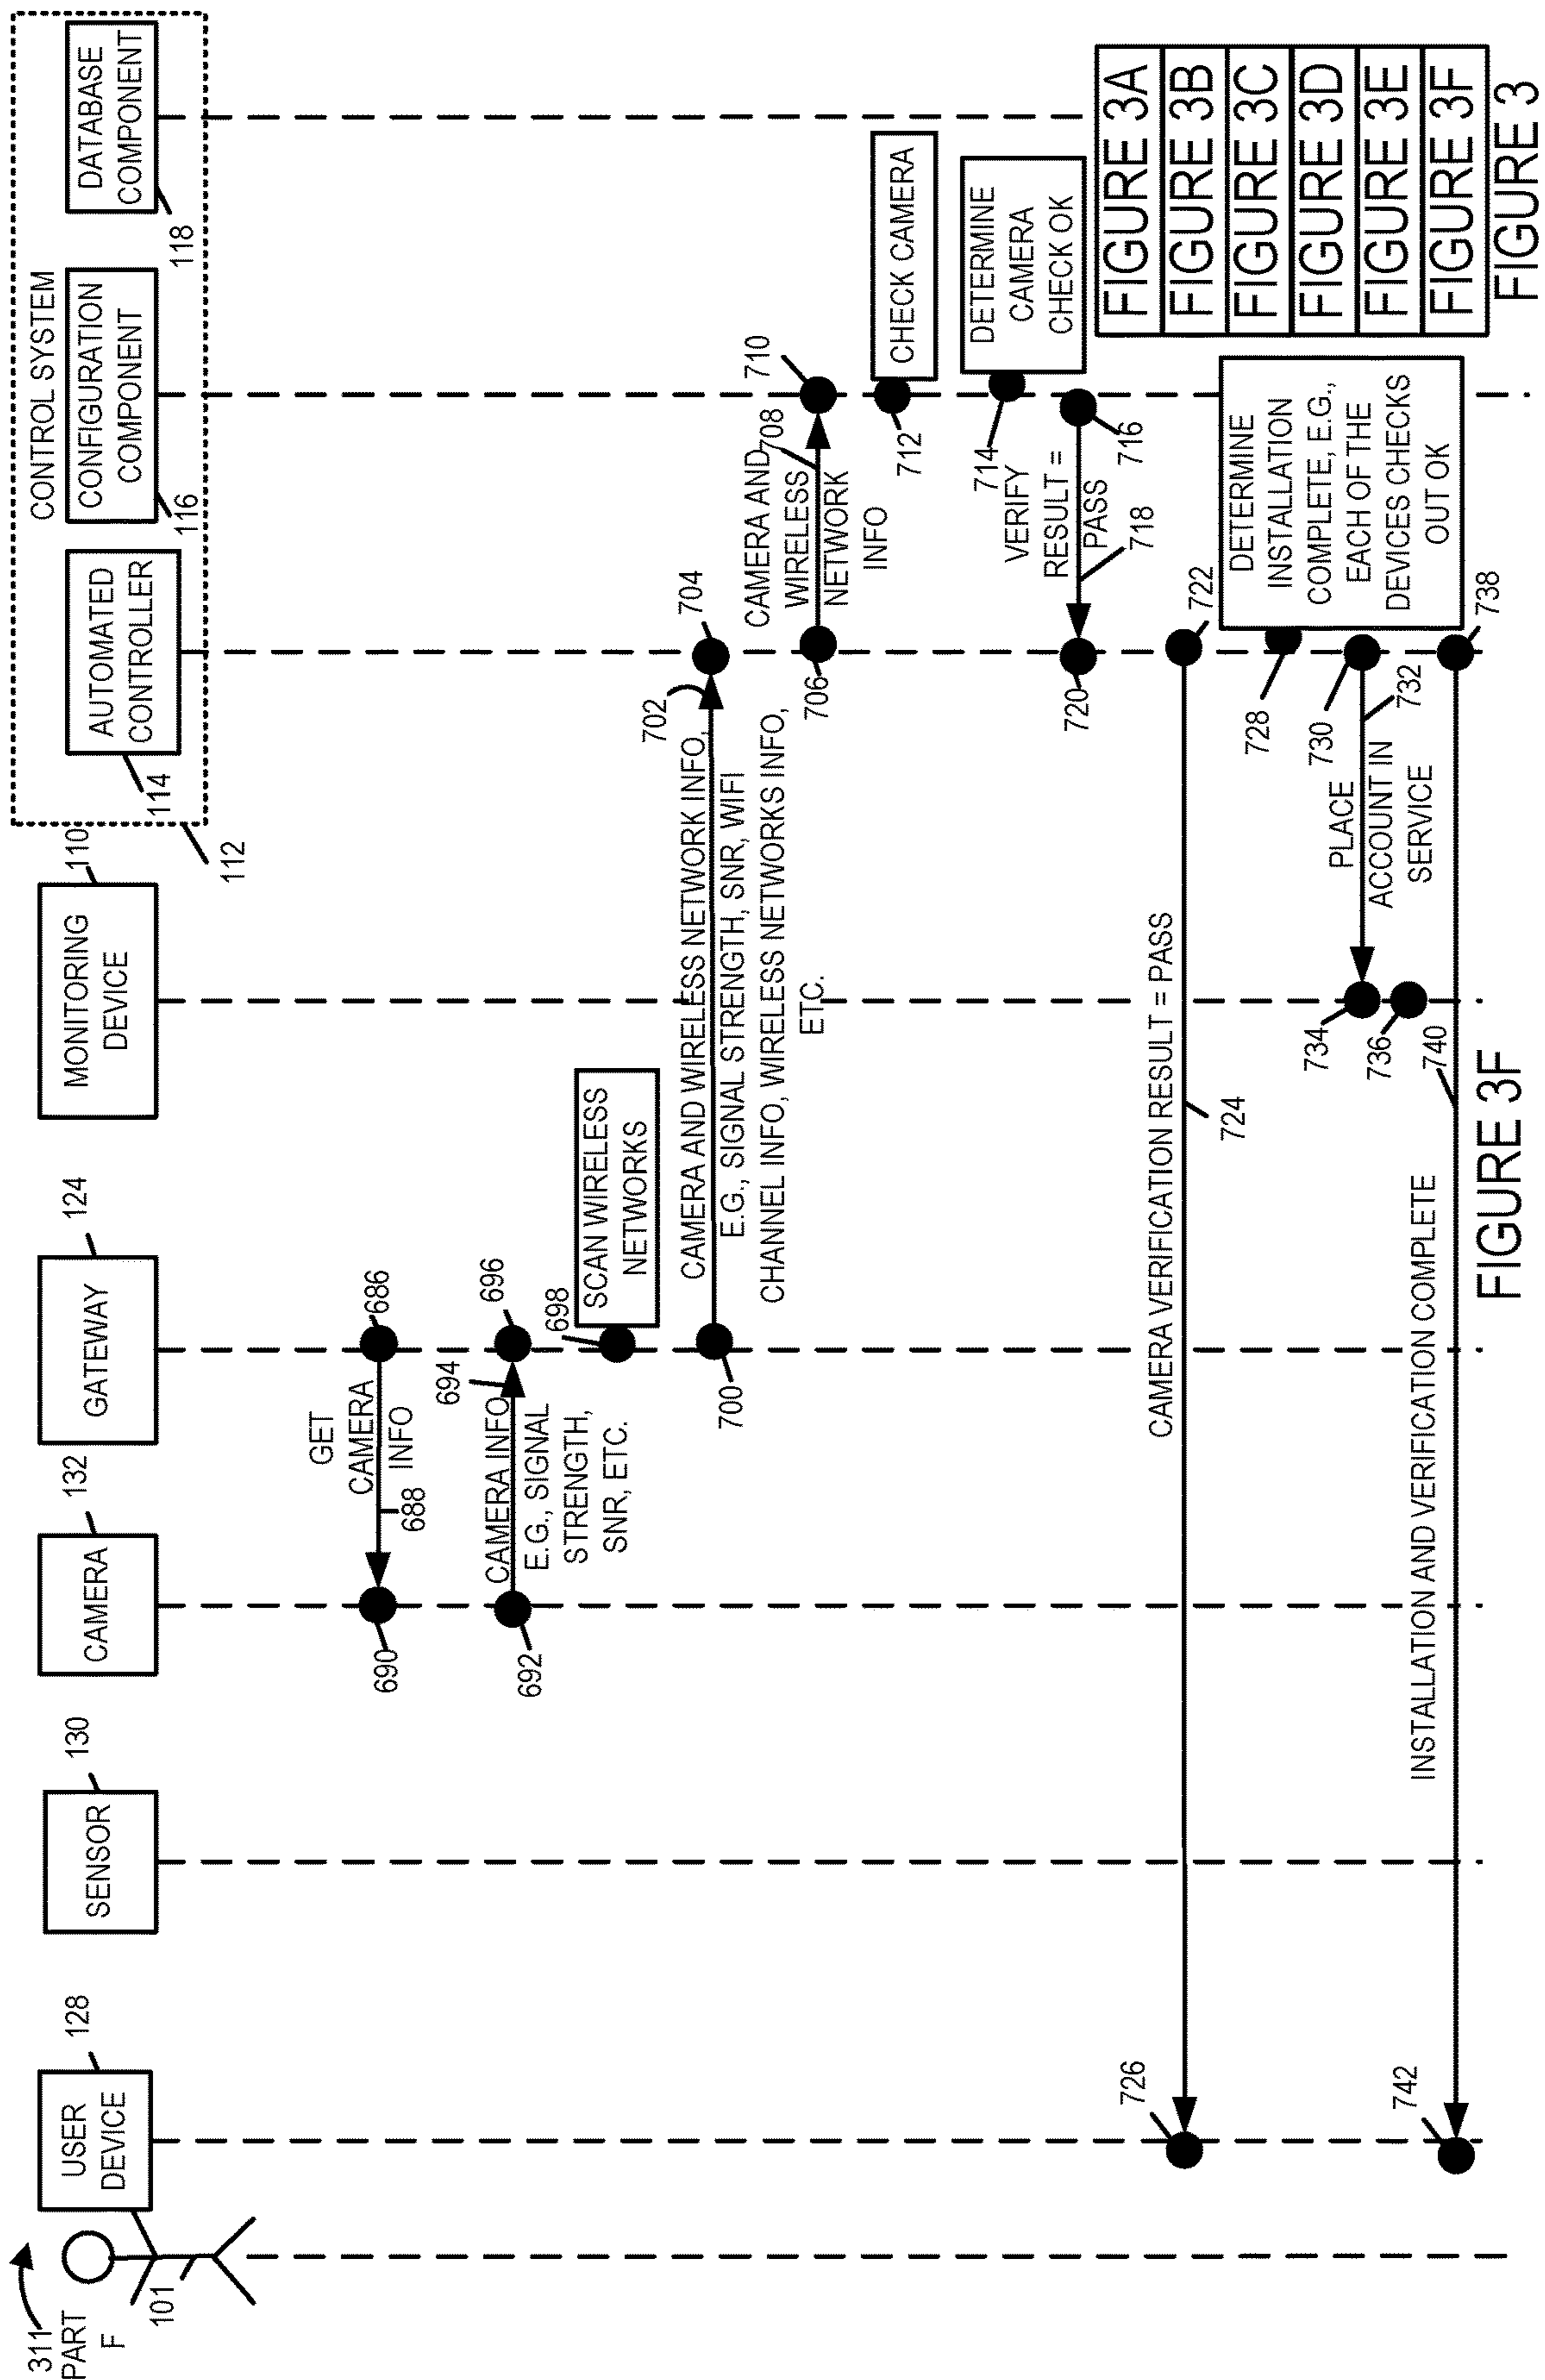 311
PART
F
101
USER
DEVICE
128
SENSOR
130
CAMERA
132
GATEWAY
124
MONITORING
DEVICE
110
112
CONTROL SYSTEM
AUTOMATED
CONTROLLER
114
CONFIGURATION
COMPONENT
116
DATABASE
COMPONENT
118
GET
CAMERA
INFO
686
688
690
CAMERA INFO
E.G., SIGNAL
STRENGTH,
SNR, ETC.
692
694
696
698
SCAN WIRELESS
NETWORKS
700
CAMERA AND WIRELESS NETWORK INFO,
E.G., SIGNAL STRENGTH, SNR, WIFI
CHANNEL INFO, WIRELESS NETWORKS INFO,
ETC.
702
704
706
CAMERA AND
WIRELESS
NETWORK
INFO
708
710
712
CHECK CAMERA
714
DETERMINE
CAMERA
CHECK OK
716
VERIFY
RESULT =
PASS
718
720
722
CAMERA VERIFICATION RESULT = PASS
724
726
728
DETERMINE
INSTALLATION
COMPLETE, E.G.,
EACH OF THE
DEVICES CHECKS
OUT OK
730
PLACE
ACCOUNT IN
SERVICE
732
734
736
738
INSTALLATION AND VERIFICATION COMPLETE
740
742
FIGURE 3F
FIGURE 3A
FIGURE 3B
FIGURE 3C
FIGURE 3D
FIGURE 3E
FIGURE 3F
FIGURE 3